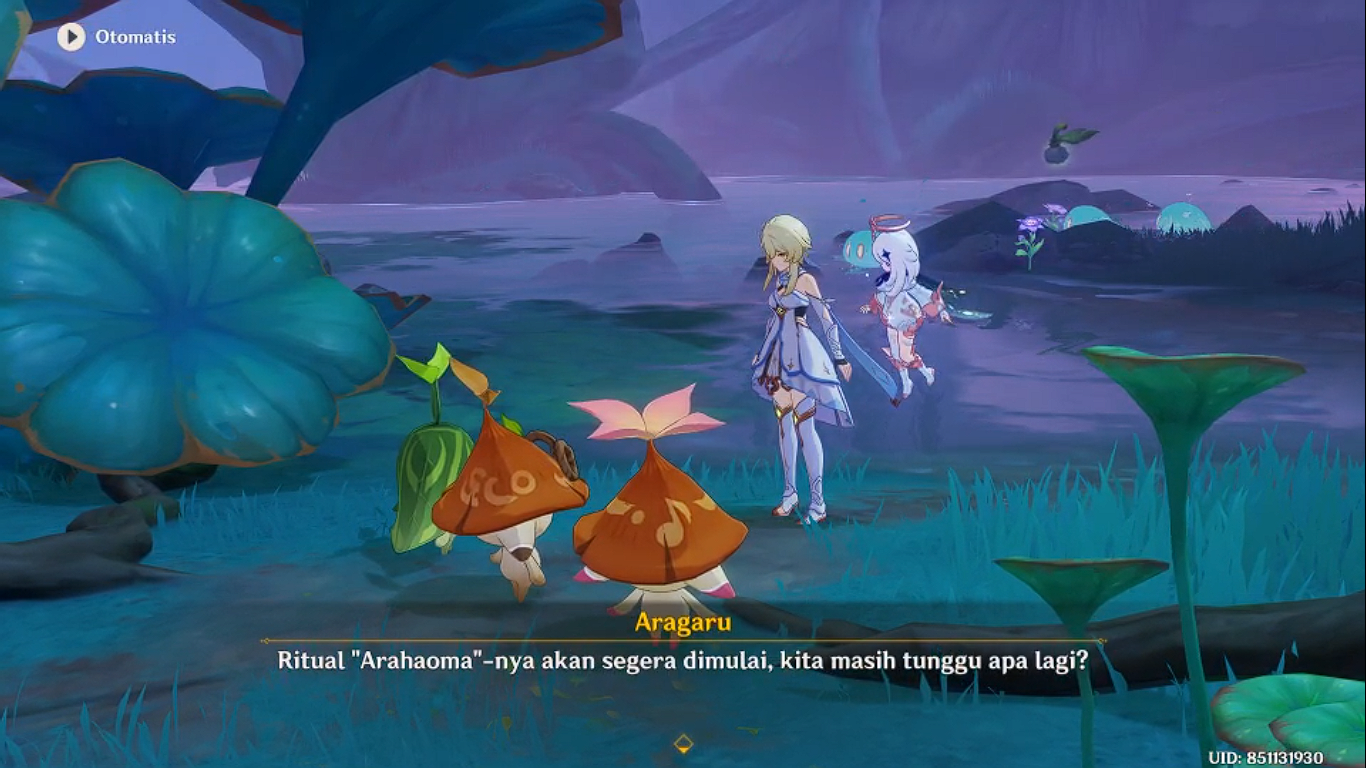 Otomatis
Aragaru
Ritual "Arahaoma"-nya akan segera dimulai, kita masih tunggu apa lagi?
UID: 851131930